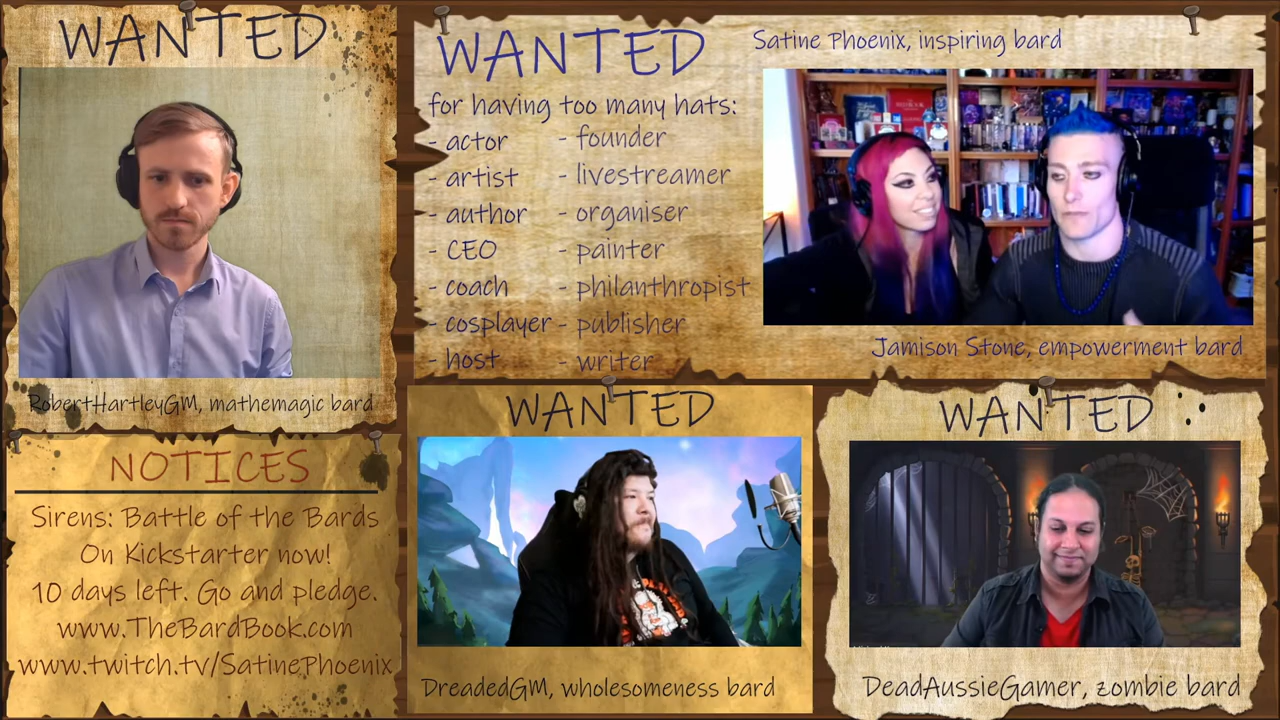 WANTED
RobertHartleyGM, mathemagic bard
WANTED
Satine Phoenix, inspiring bard
for having too many hats:
- actor
- artist
- author
- CEO
- coach
- cosplayer
- host
- founder
- livestreamer
- organiser
- painter
- philanthropist
- publisher
- writer
Jamison Stone, empowerment bard
NOTICES
Sirens: Battle of the Bards
On Kickstarter now!
10 days left. Go and pledge.
www.TheBardBook.com
www.twitch.tv/SatinePhoenix
WANTED
DreadedGM, wholesomeness bard
WANTED
DeadAussieGamer, zombie bard